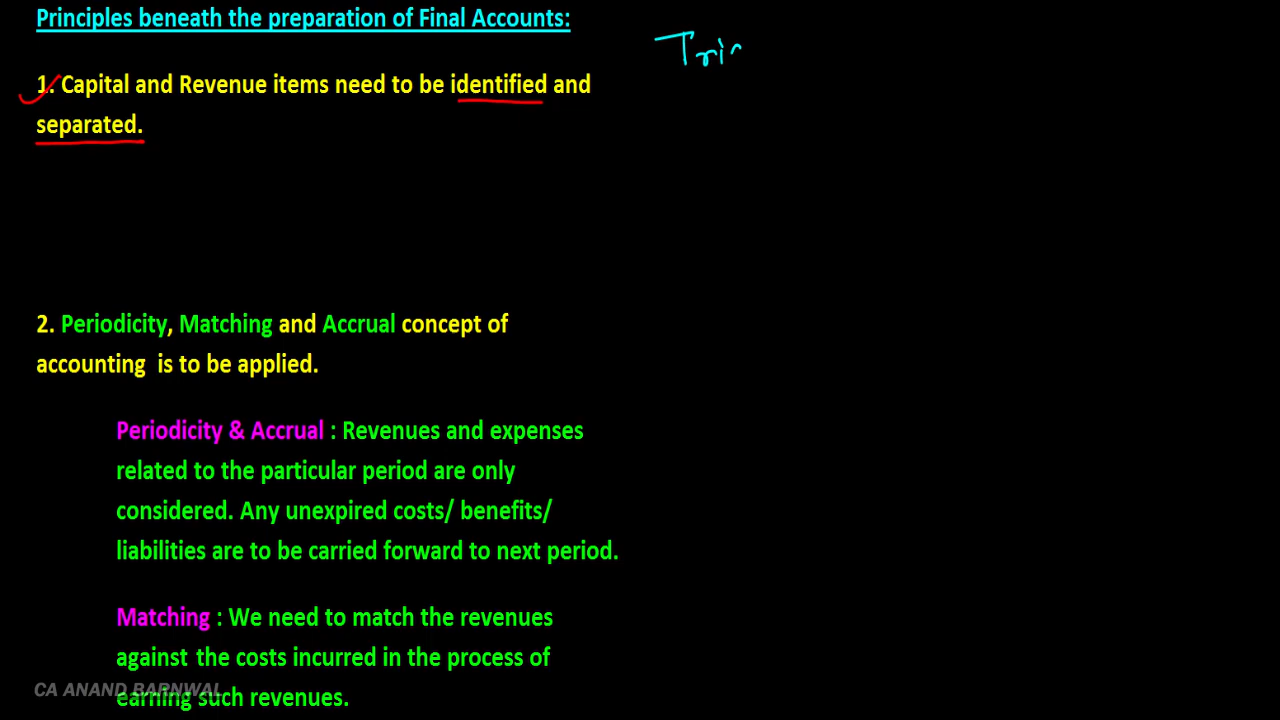 Principles beneath the preparation of Final Accounts:
1. Capital and Revenue items need to be identified and
separated.
2. Periodicity, Matching and Accrual concept of
accounting is to be applied.
Periodicity & Accrual : Revenues and expenses
related to the particular period are only
considered. Any unexpired costs/ benefits/
liabilities are to be carried forward to next period.
Matching : We need to match the revenues
against the costs incurred in the process of
earning such revenues.
CA ANAND BARNWAL